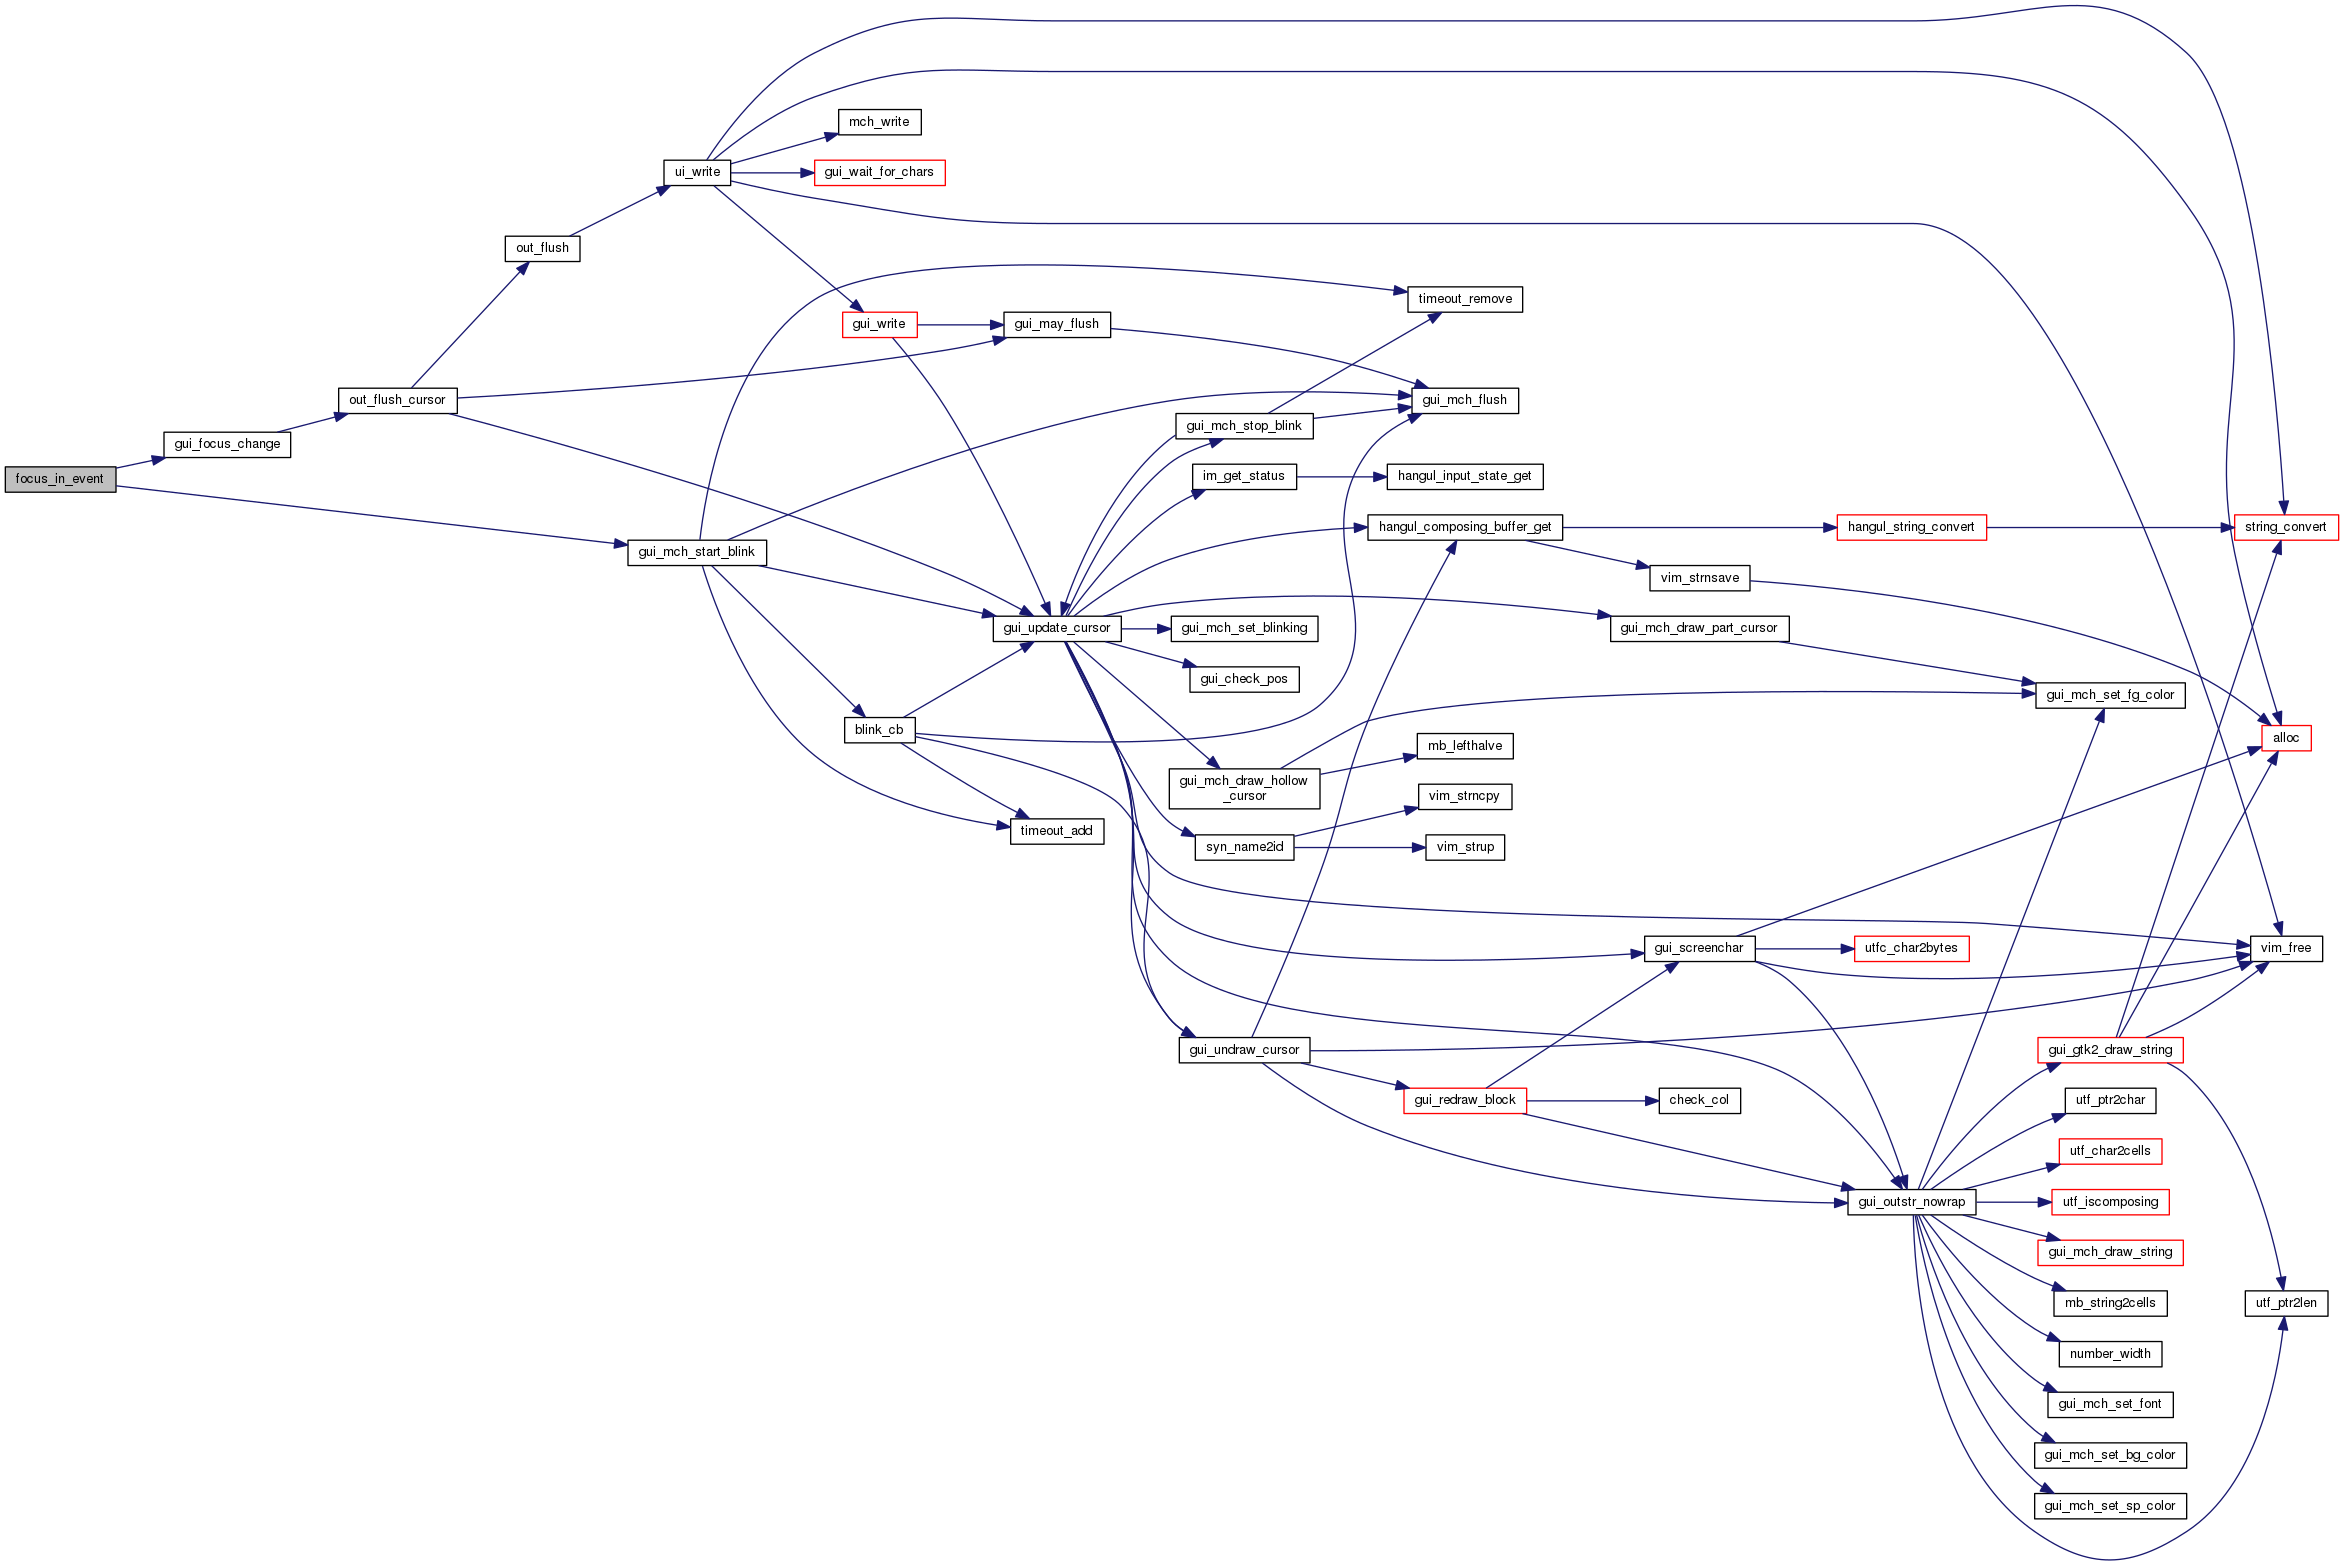 mch_write
ui_write
gui_wait_for_chars
out_flush
timeout_remove
gui_write
gui_may_flush
out_flush_cursor
gui_mch_flush
gui_mch_stop_blink
gui_focus_change
focus_in_event
im_get_status
hangul_input_state_get
hangul_composing_buffer_get
hangul_string_convert
string_convert
gui_mch_start_blink
vim_strnsave
gui_update_cursor
gui_mch_set_blinking
gui_mch_draw_part_cursor
gui_check_pos
gui_mch_set_fg_color
blink_cb
mb_lefthalve
alloc
gui_mch_draw_hollow
_cursor
vim_strncpy
timeout_add
syn_name2id
vim_strup
gui_screenchar
utfc_char2bytes
vim_free
gui_undraw_cursor
gui_gtk2_draw_string
gui_redraw_block
check_col
utf_ptr2char
utf_char2cells
gui_outstr_nowrap
utf_iscomposing
gui_mch_draw_string
mb_string2cells
utf_ptr2len
number_width
gui_mch_set_font
gui_mch_set_bg_color
gui_mch_set_sp_color